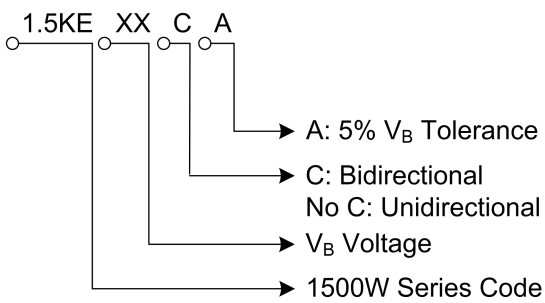 1.5KE XX C A
A: 5% VB Tolerance
C: Bidirectional
No C: Unidirectional
VB Voltage
1500W Series Code